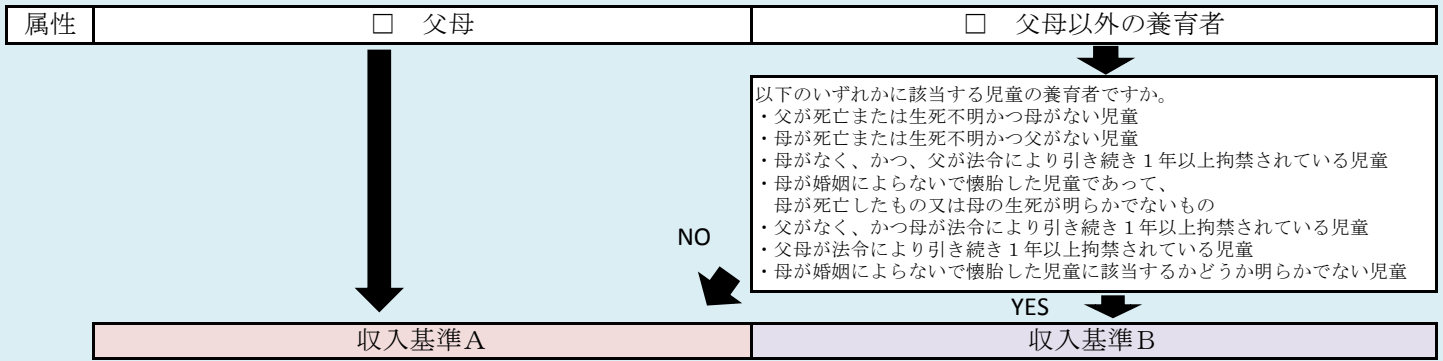 属性 □ 父母 □ 父母以外の養育者
以下のいずれかに該当する児童の養育者ですか。
・父が死亡または生死不明かつ母がない児童
・母が死亡または生死不明かつ父がない児童
・母がなく、かつ、父が法令により引き続き１年以上拘禁されている児童
・母が婚姻によらないで懐胎した児童であって、
母が死亡したもの又は母の生死が明らかでないもの
・父がなく、かつ母が法令により引き続き１年以上拘禁されている児童
・父母が法令により引き続き１年以上拘禁されている児童
・母が婚姻によらないで懐胎した児童に該当するかどうか明らかでない児童
NO
YES
収入基準Ａ 収入基準Ｂ